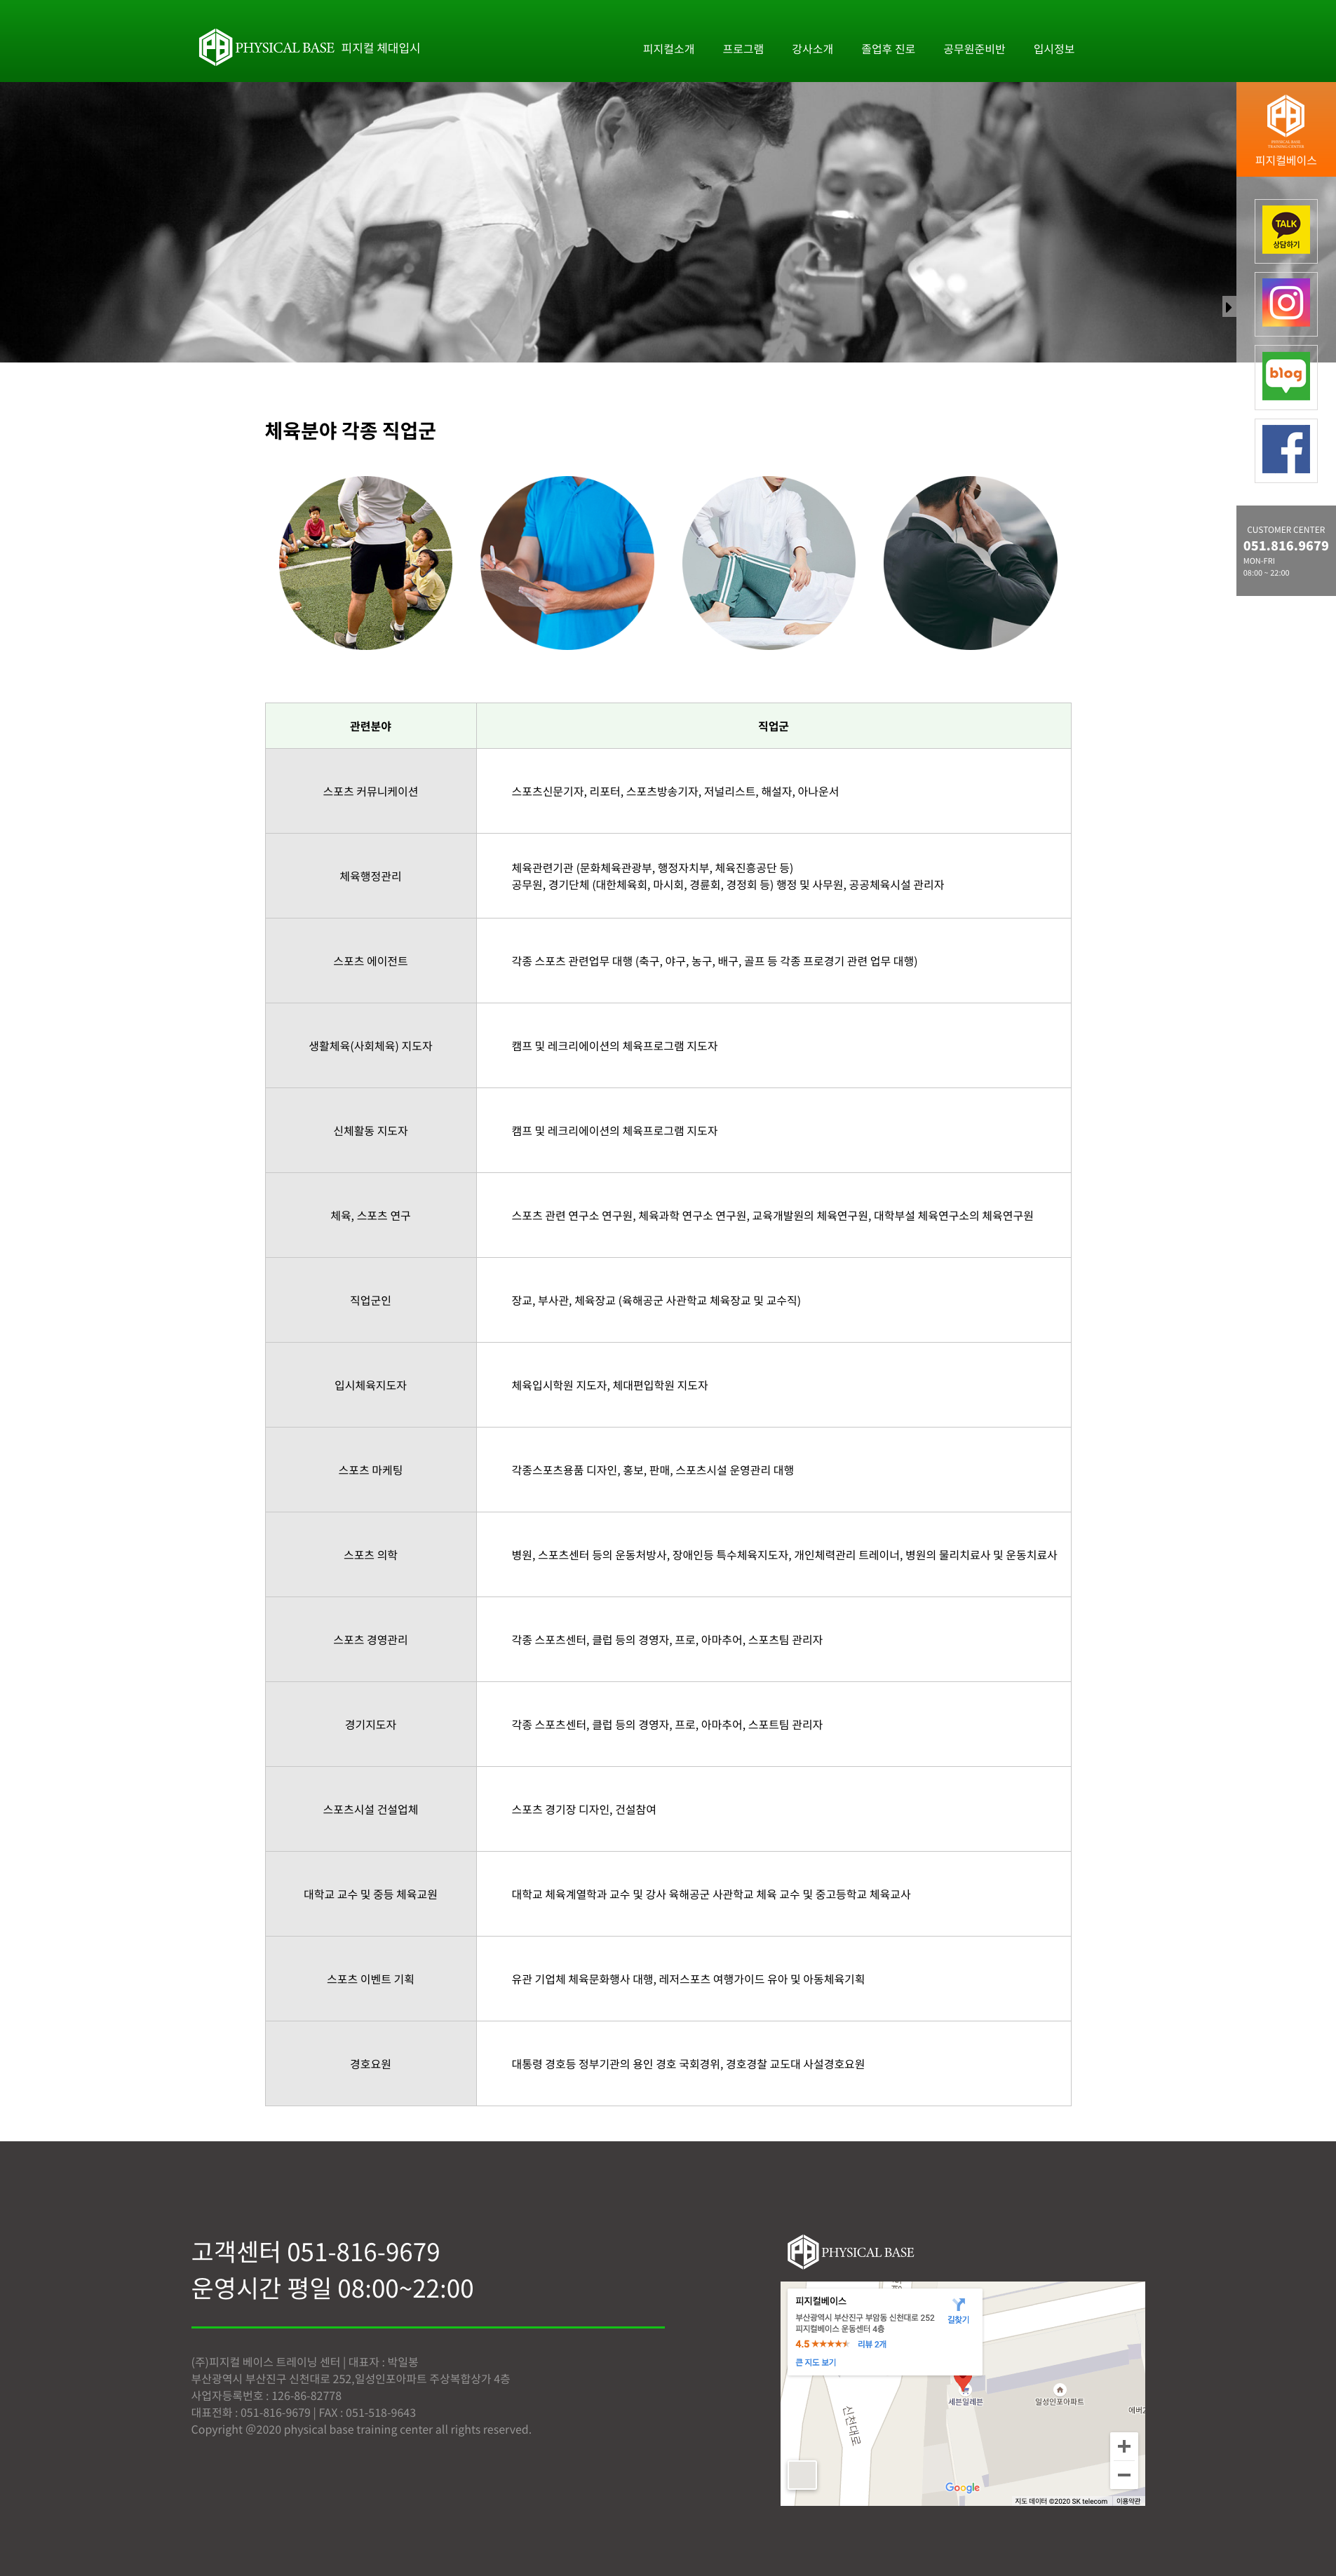 PHYSICAL BASE 피지컬 체대입시
피지컬소개 프로그램 강사소개 졸업후 진로 공무원준비반 입시정보
피지컬베이스
TALK
상담하기
blog
CUSTOMER CENTER
051.816.9679
MON-FRI
08:00 ~ 22:00
체육분야 각종 직업군
관련분야 직업군
스포츠 커뮤니케이션 스포츠신문기자, 리포터, 스포츠방송기자, 저널리스트, 해설자, 아나운서
체육행정관리 체육관련기관 (문화체육관광부, 행정자치부, 체육진흥공단 등)
공무원, 경기단체 (대한체육회, 마시회, 경륜회, 경정회 등) 행정 및 사무원, 공공체육시설 관리자
스포츠 에이전트 각종 스포츠 관련업무 대행 (축구, 야구, 농구, 배구, 골프 등 각종 프로경기 관련 업무 대행)
생활체육(사회체육) 지도자 캠프 및 레크리에이션의 체육프로그램 지도자
신체활동 지도자 캠프 및 레크리에이션의 체육프로그램 지도자
체육, 스포츠 연구 스포츠 관련 연구소 연구원, 체육과학 연구소 연구원, 교육개발원의 체육연구원, 대학부설 체육연구소의 체육연구원
직업군인 장교, 부사관, 체육장교 (육해공군 사관학교 체육장교 및 교수직)
입시체육지도자 체육입시학원 지도자, 체대편입학원 지도자
스포츠 마케팅 각종스포츠용품 디자인, 홍보, 판매, 스포츠시설 운영관리 대행
스포츠 의학 병원, 스포츠센터 등의 운동처방사, 장애인등 특수체육지도자, 개인체력관리 트레이너, 병원의 물리치료사 및 운동치료사
스포츠 경영관리 각종 스포츠센터, 클럽 등의 경영자, 프로, 아마추어, 스포츠팀 관리자
경기지도자 각종 스포츠센터, 클럽 등의 경영자, 프로, 아마추어, 스포트팀 관리자
스포츠시설 건설업체 스포츠 경기장 디자인, 건설참여
대학교 교수 및 중등 체육교원 대학교 체육계열학과 교수 및 강사 육해공군 사관학교 체육 교수 및 중고등학교 체육교사
스포츠 이벤트 기획 유관 기업체 체육문화행사 대행, 레저스포츠 여행가이드 유아 및 아동체육기획
경호요원 대통령 경호등 정부기관의 용인 경호 국회경위, 경호경찰 교도대 사설경호요원
고객센터 051-816-9679
운영시간 평일 08:00~22:00
(주)피지컬 베이스 트레이닝 센터 | 대표자 : 박일봉
부산광역시 부산진구 신천대로 252,일성인포아파트 주상복합상가 4층
사업자등록번호 : 126-86-82778
대표전화 : 051-816-9679 | FAX : 051-518-9643
Copyright @2020 physical base training center all rights reserved.
PHYSICAL BASE
피지컬베이스
부산광역시 부산진구 부암동 신천대로 252
피지컬베이스 운동센터 4층
길찾기
4.5 ★★★★★ 리뷰 2개
큰 지도 보기
세븐일레븐
일성인포아파트
신천대로
Google
지도 데이터 ©2020 SK telecom 이용약관